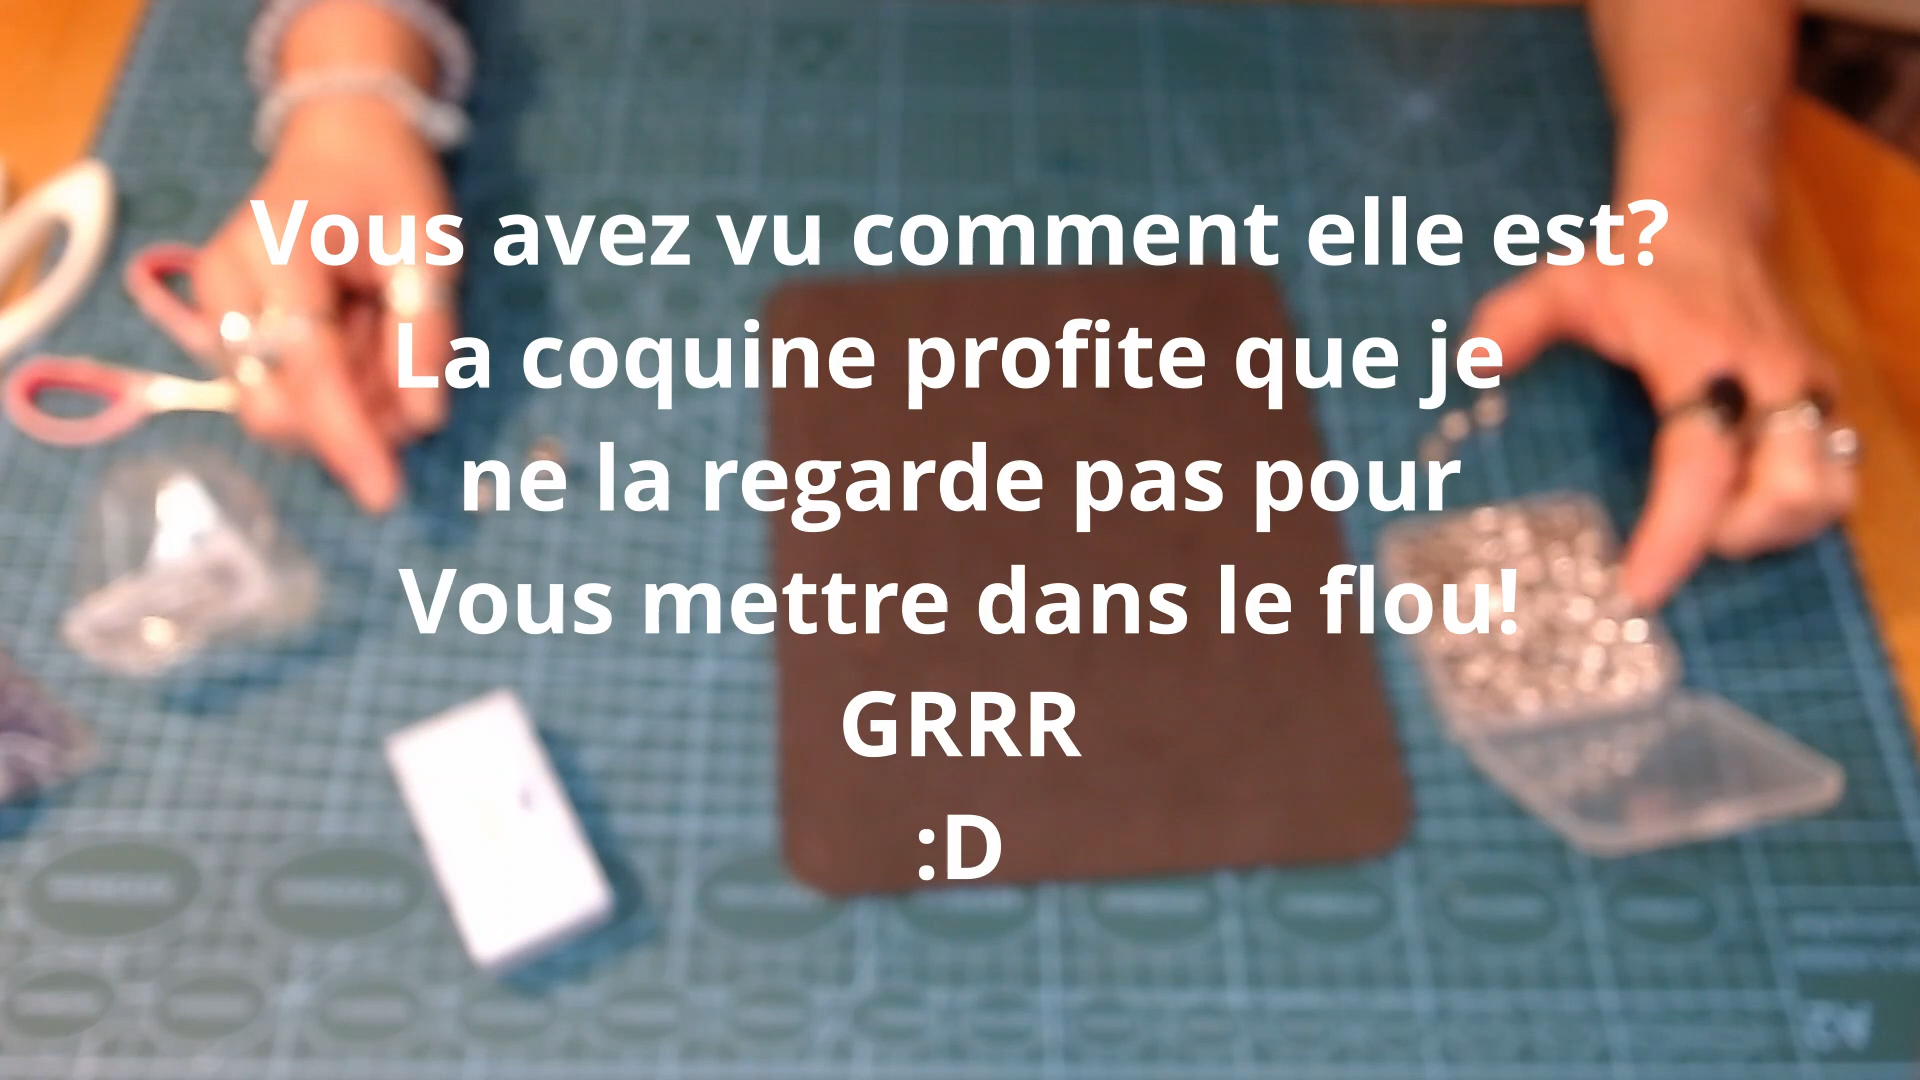 Vous avez vu comment elle est?
La coquine profite que je
ne la regarde pas pour
Vous mettre dans le flou!
GRRR
:D